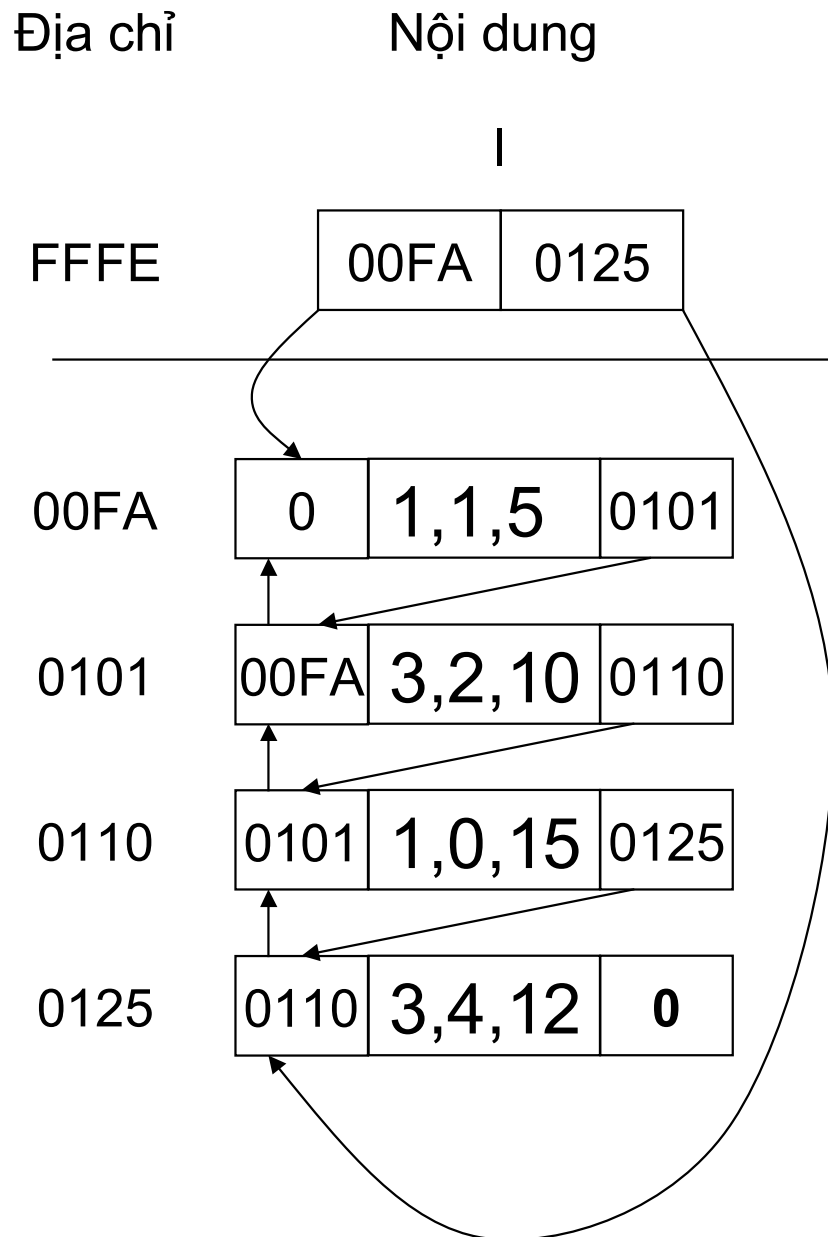 Địa chỉ Nội dung
l
FFFE 00FA 0125
00FA 0 1,1,5 0101
0101 00FA 3,2,10 0110
0110 0101 1,0,15 0125
0125 0110 3,4,12 0